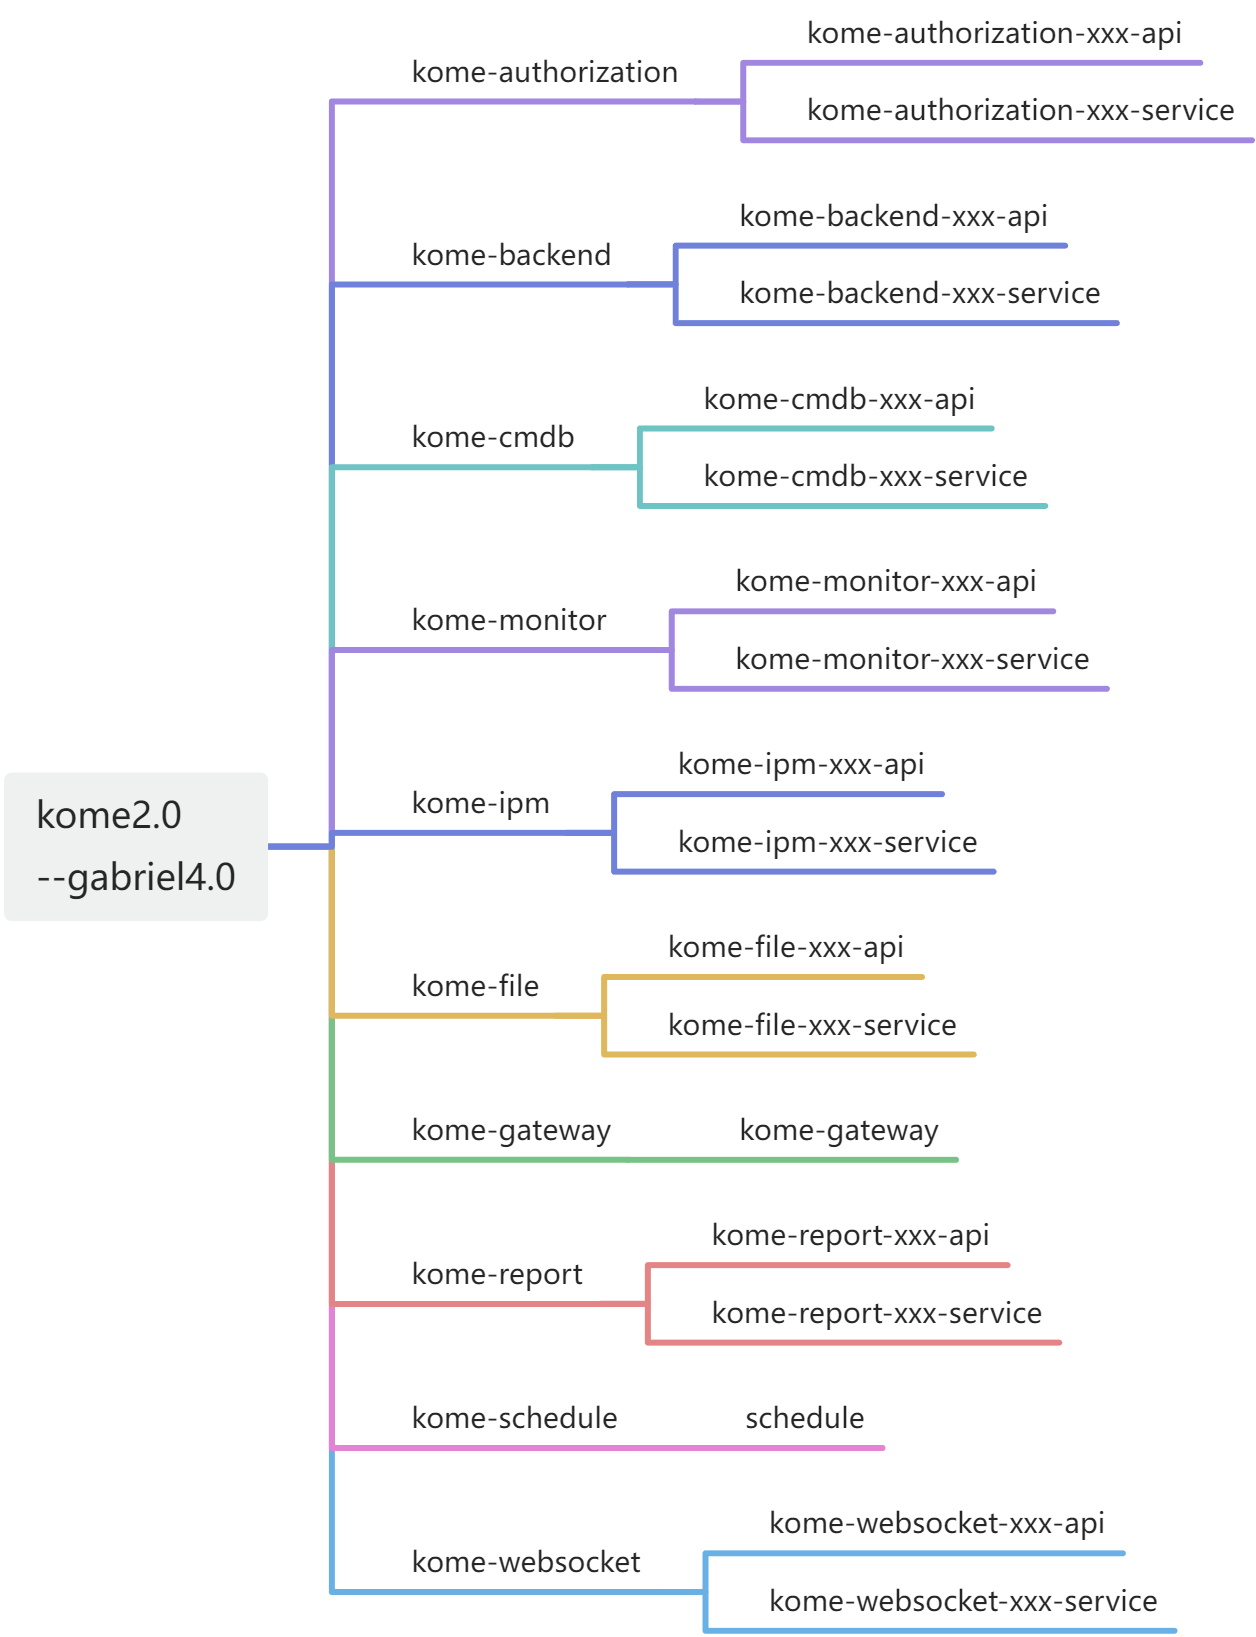 kome2.0
--gabriel4.0
kome-authorization
kome-authorization-xxx-api
kome-authorization-xxx-service
kome-backend
kome-backend-xxx-api
kome-backend-xxx-service
kome-cmdb
kome-cmdb-xxx-api
kome-cmdb-xxx-service
kome-monitor
kome-monitor-xxx-api
kome-monitor-xxx-service
kome-ipm
kome-ipm-xxx-api
kome-ipm-xxx-service
kome-file
kome-file-xxx-api
kome-file-xxx-service
kome-gateway
kome-gateway
kome-report
kome-report-xxx-api
kome-report-xxx-service
kome-schedule
schedule
kome-websocket
kome-websocket-xxx-api
kome-websocket-xxx-service